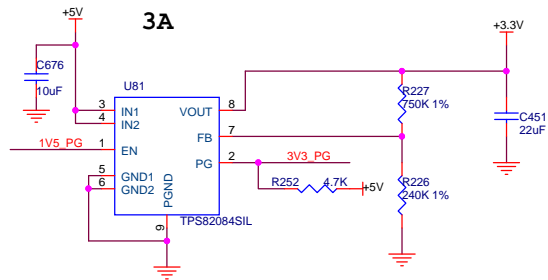 +5V
3A
+3.3V
C676
10uF
U81
3
IN1
4
IN2
VOUT
8
R227
750K 1%
C451
22uF
1V5_PG
1
EN
FB
7
PG
2
3V3_PG
5
GND1
6
GND2
PGND
9
TPS82084SIL
R252
4.7K
+5V
R226
240K 1%